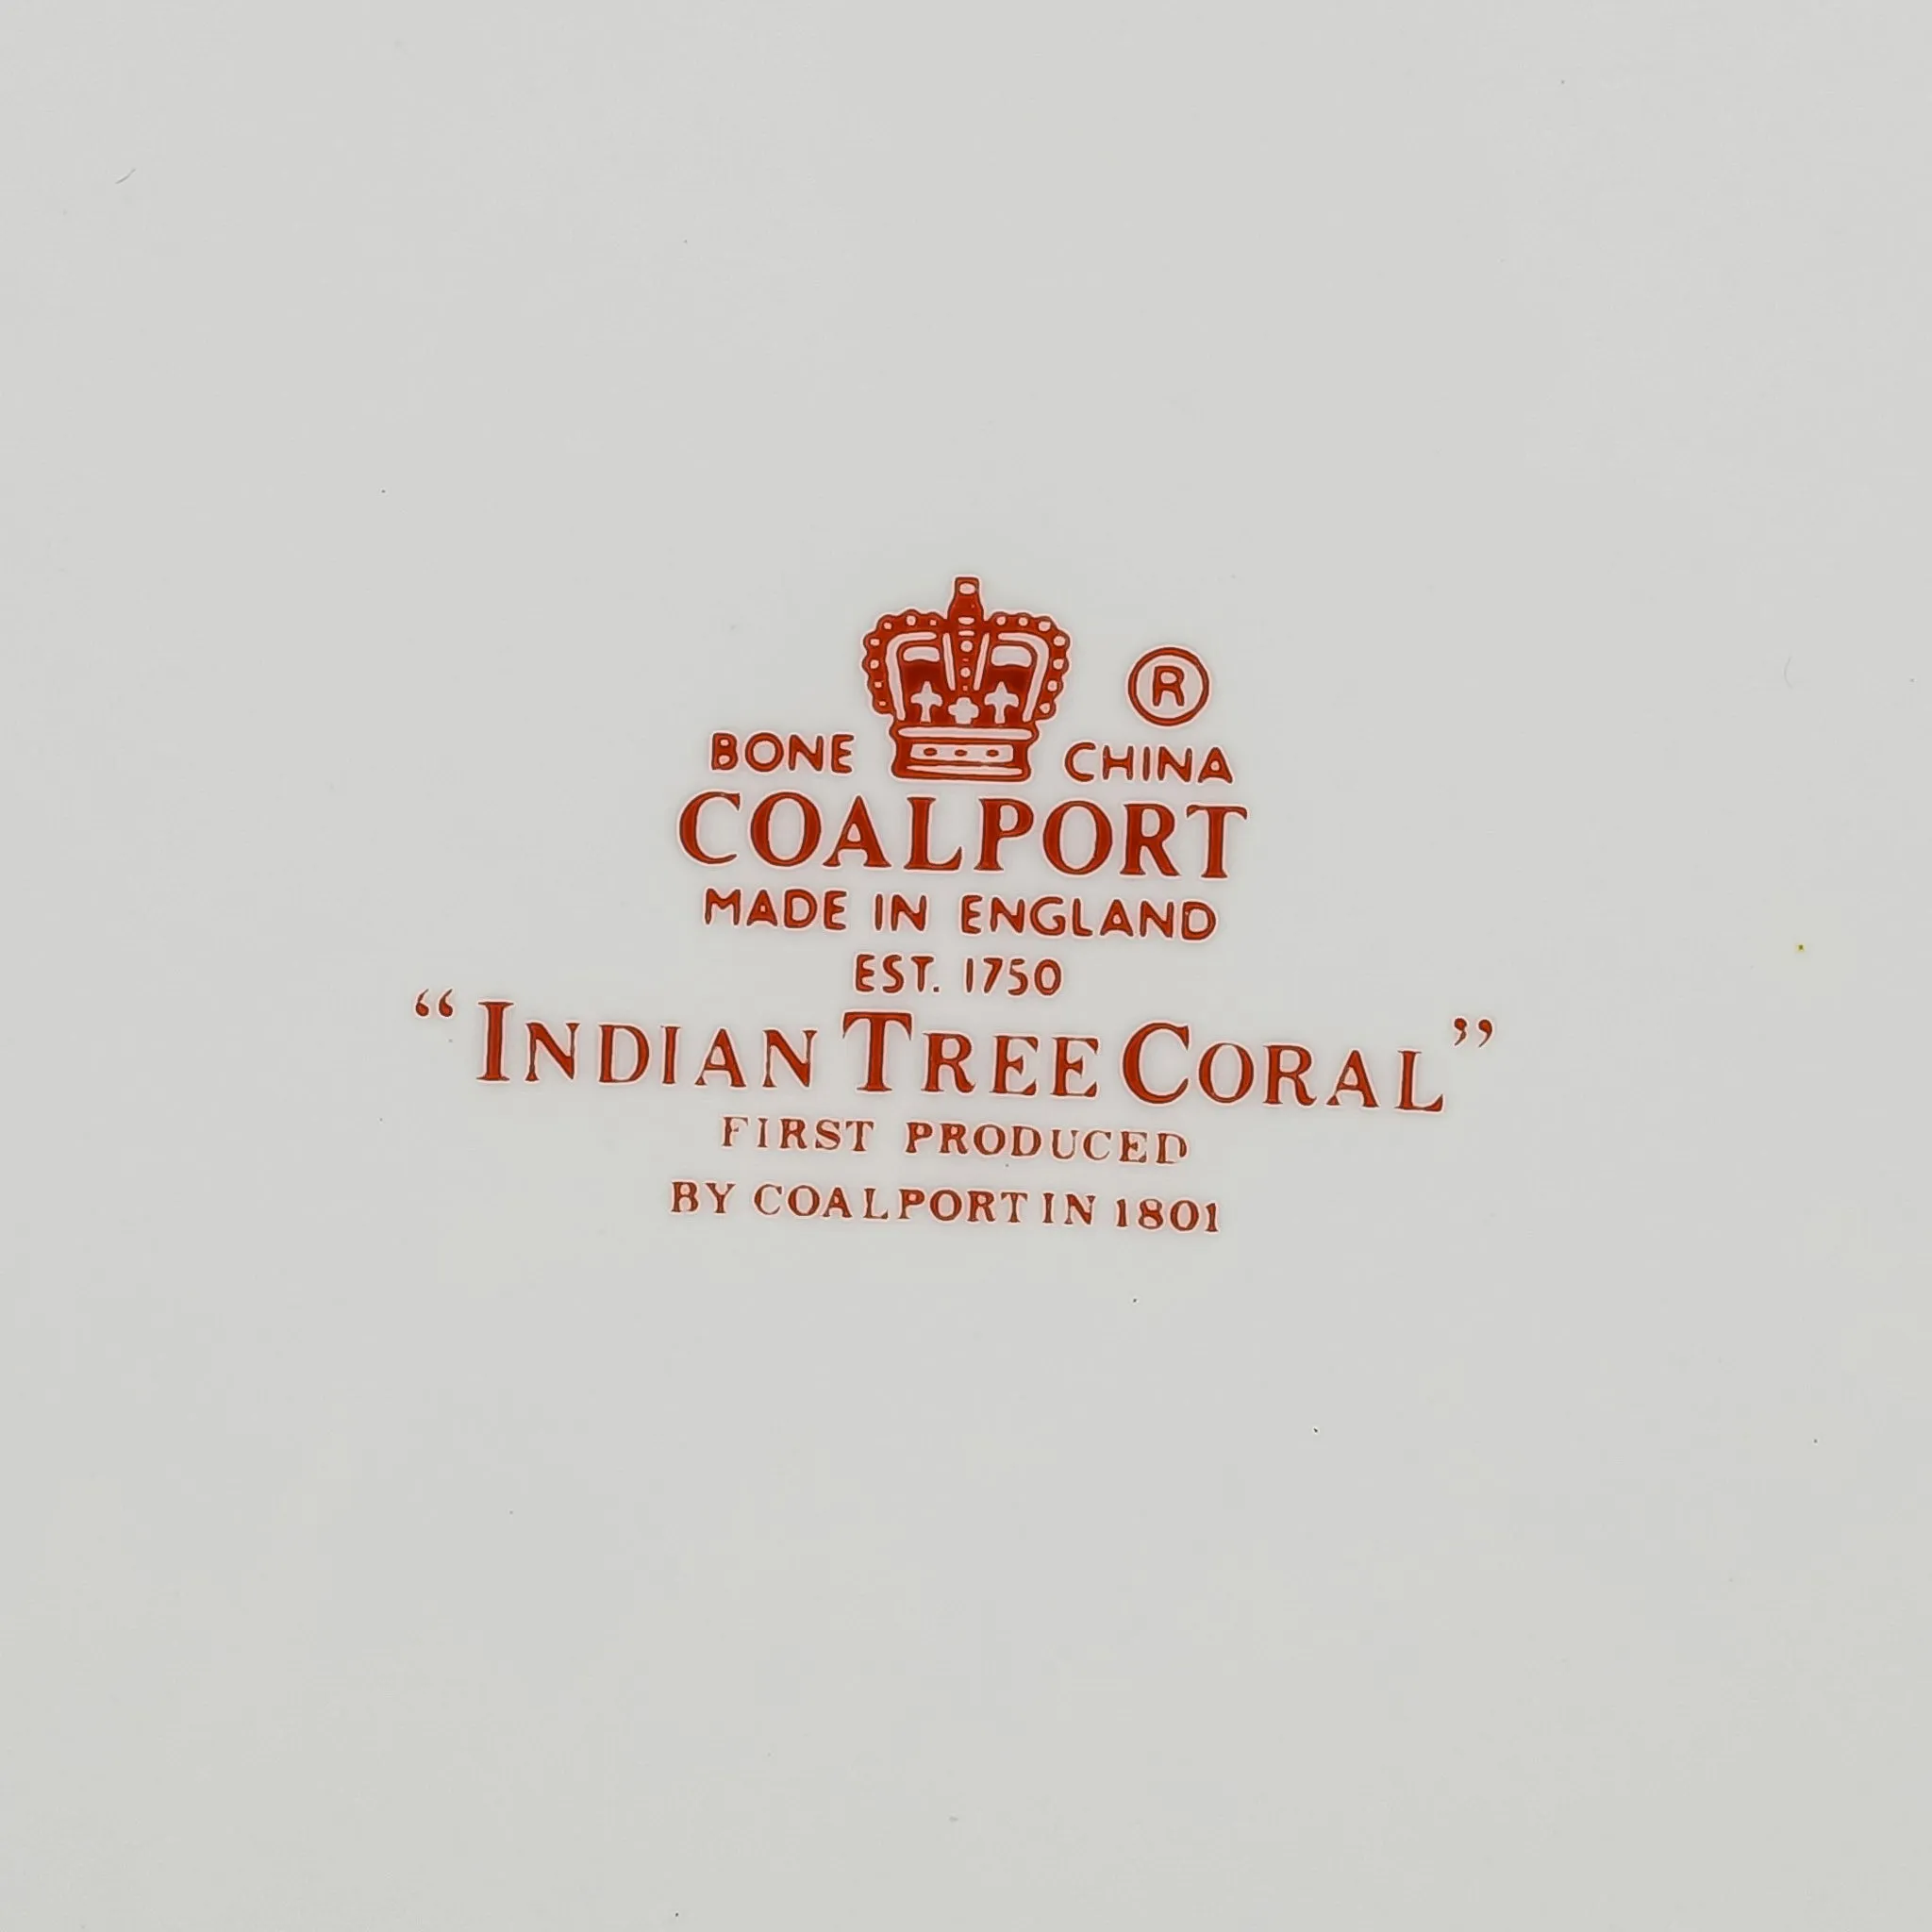 ®
BONE CHINA
COALPORT
MADE IN ENGLAND
EST. 1750
“INDIAN TREE CORAL”
FIRST PRODUCED
BY COALPORT IN 1801